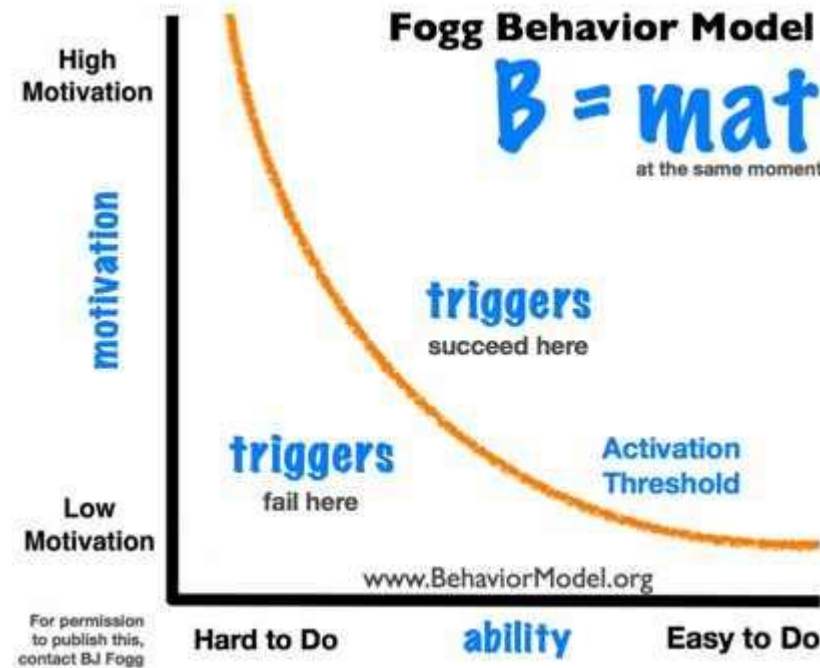 Fogg Behavior Model
B = mat
at the same moment
High
Motivation
motivation
triggers
succeed here
triggers
fail here
Activation
Threshold
Low
Motivation
www.BehaviorModel.org
For permission
to publish this,
contact BJ Fogg
Hard to Do
ability
Easy to Do